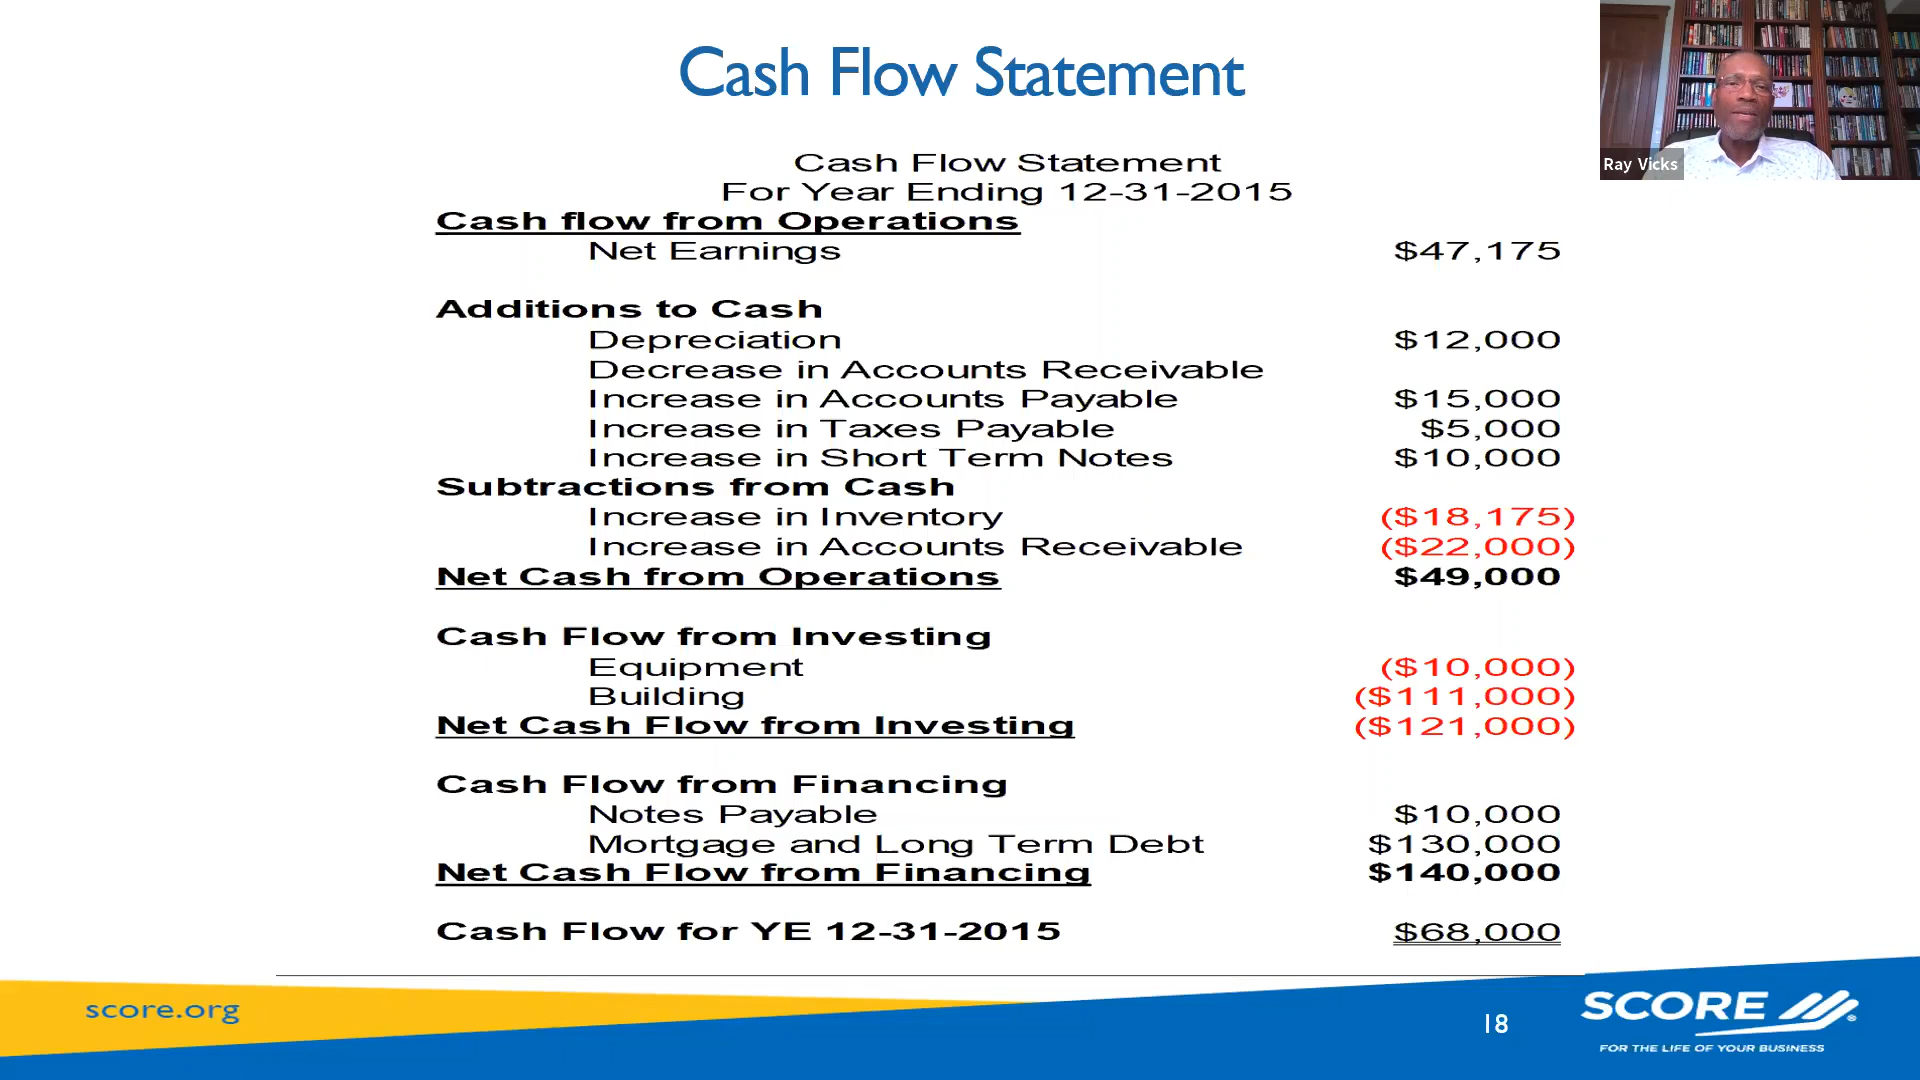 Cash Flow Statement
Ray Vicks
Cash Flow Statement
For Year Ending 12-31-2015
Cash flow from Operations
Net Earnings $47,175
Additions to Cash
Depreciation $12,000
Decrease in Accounts Receivable
Increase in Accounts Payable $15,000
Increase in Taxes Payable $5,000
Increase in Short Term Notes $10,000
Subtractions from Cash
Increase in Inventory ($18,175)
Increase in Accounts Receivable ($22,000)
Net Cash from Operations $49,000
Cash Flow from Investing
Equipment ($10,000)
Building ($111,000)
Net Cash Flow from Investing ($121,000)
Cash Flow from Financing
Notes Payable $10,000
Mortgage and Long Term Debt $130,000
Net Cash Flow from Financing $140,000
Cash Flow for YE 12-31-2015 $68,000
score.org
18
SCORE ®
FOR THE LIFE OF YOUR BUSINESS